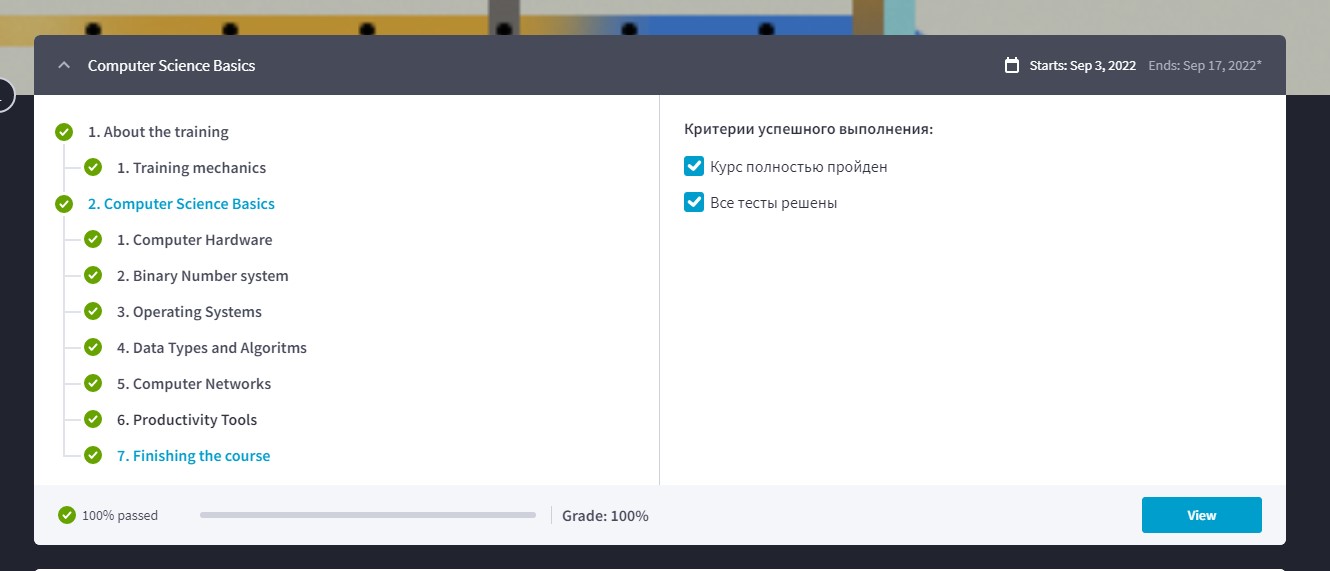 Computer Science Basics
Starts: Sep 3, 2022 Ends: Sep 17, 2022*
1. About the training
1. Training mechanics
2. Computer Science Basics
1. Computer Hardware
2. Binary Number system
3. Operating Systems
4. Data Types and Algoritms
5. Computer Networks
6. Productivity Tools
7. Finishing the course
Критерии успешного выполнения:
Курс полностью пройден
Все тесты решены
100% passed
Grade: 100%
View